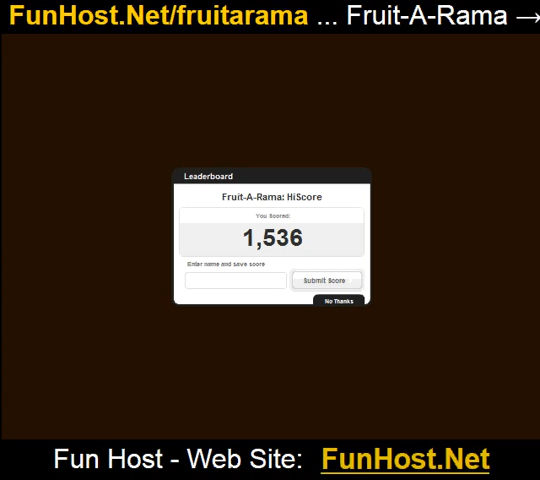 FunHost.Net/fruitarama ... Fruit-A-Rama →
Leaderboard
Fruit-A-Rama: HiScore
You Scored:
1,536
Enter name and save score
Submit Score
No Thanks
Fun Host - Web Site: FunHost.Net